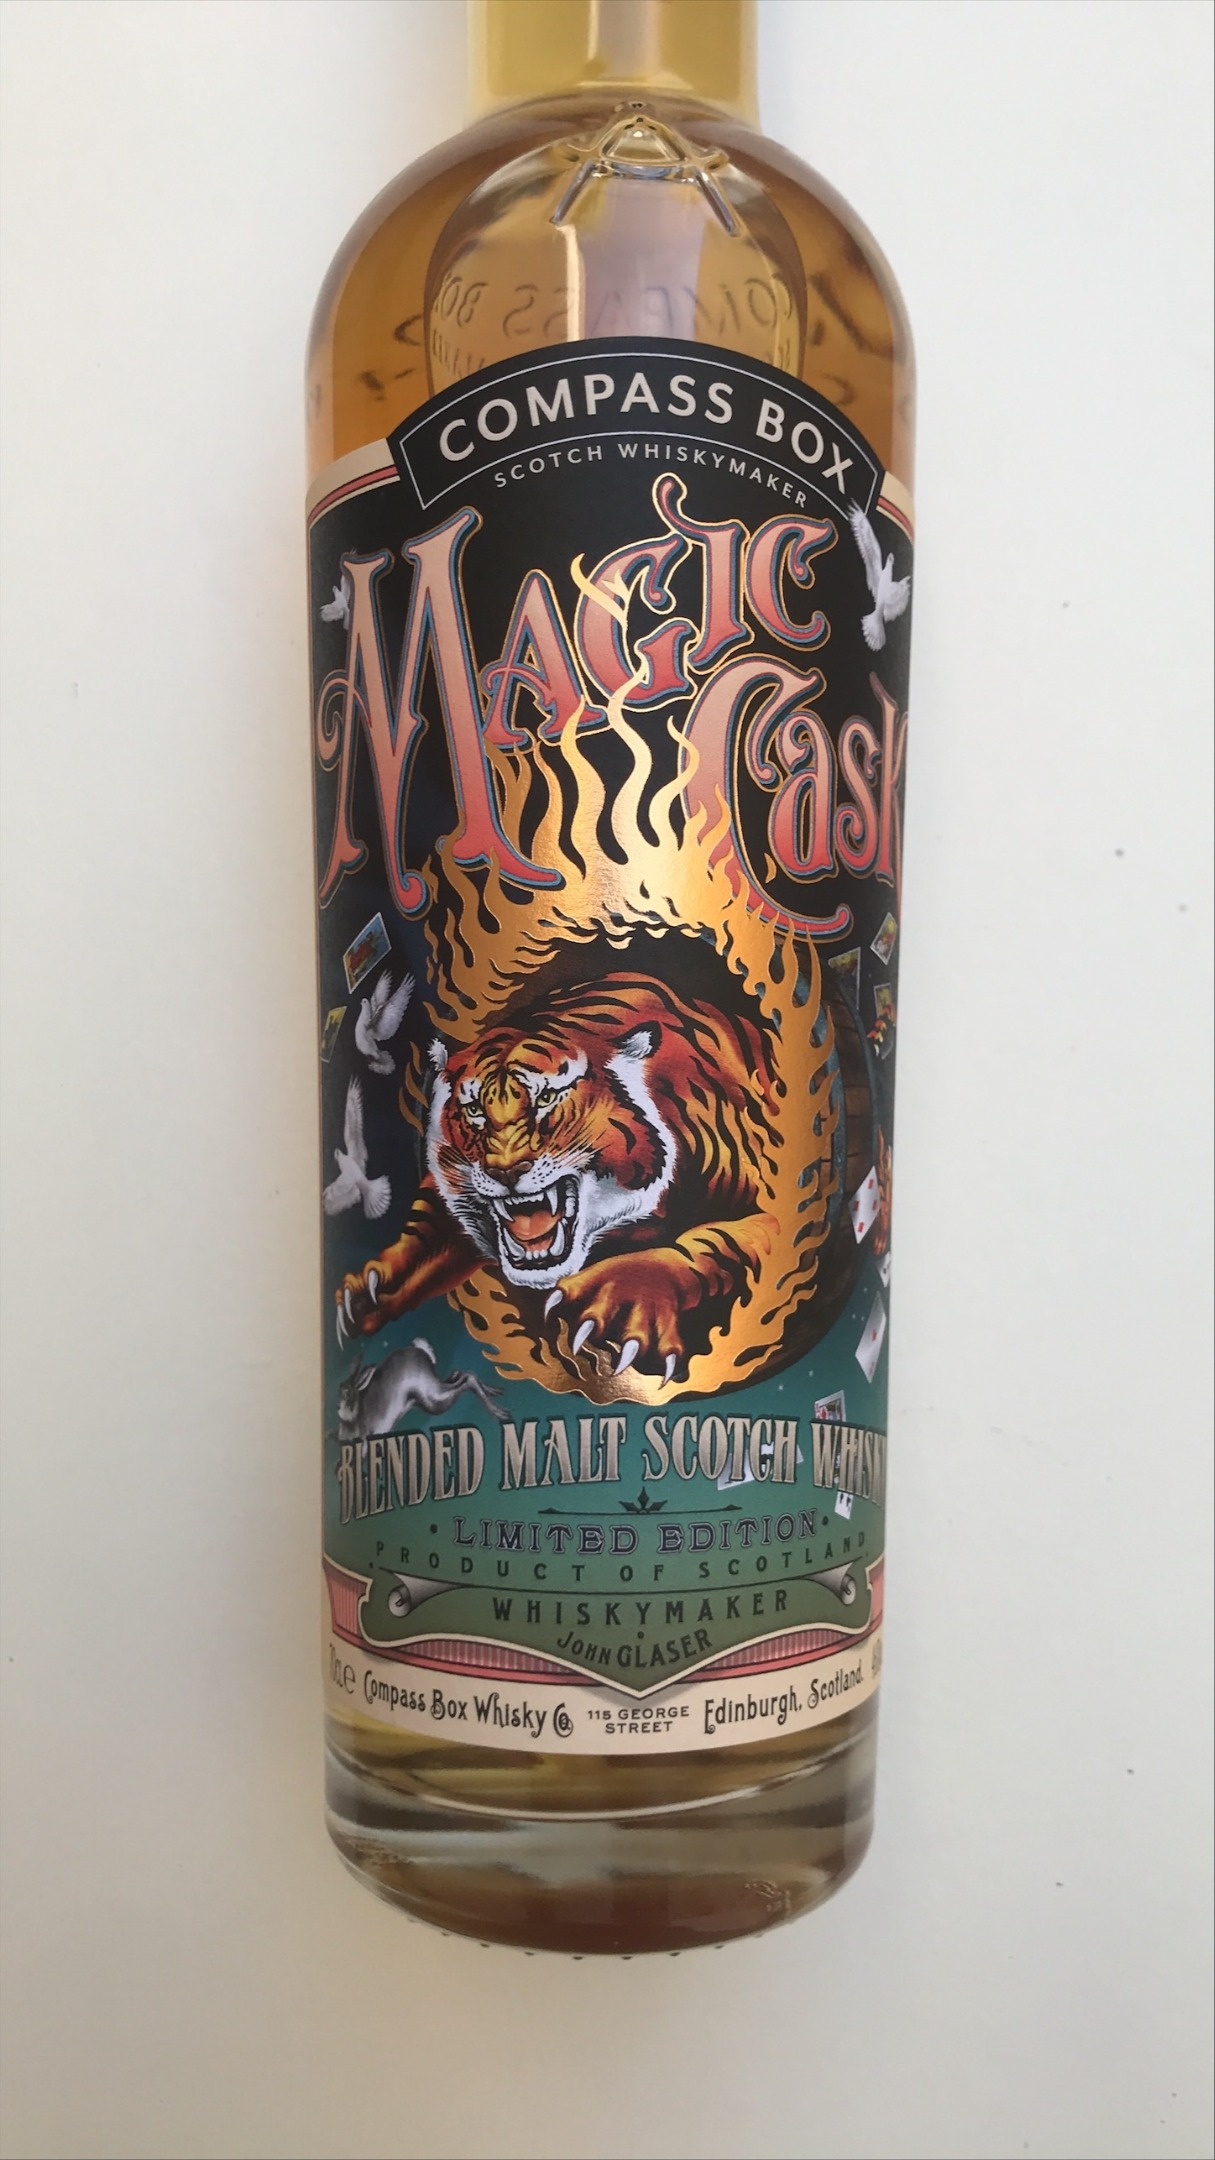 COMPASS BOX
SCOTCH WHISKYMAKER
MAGIC
Cask
BLENDED MALT SCOTCH
LIMITED EDITION
PRODUCT OF SCOTLAND
WHISKYMAKER
JOHN GLASER
Compass Box Whisky Co. 115 GEORGE STREET Edinburgh, Scotland.